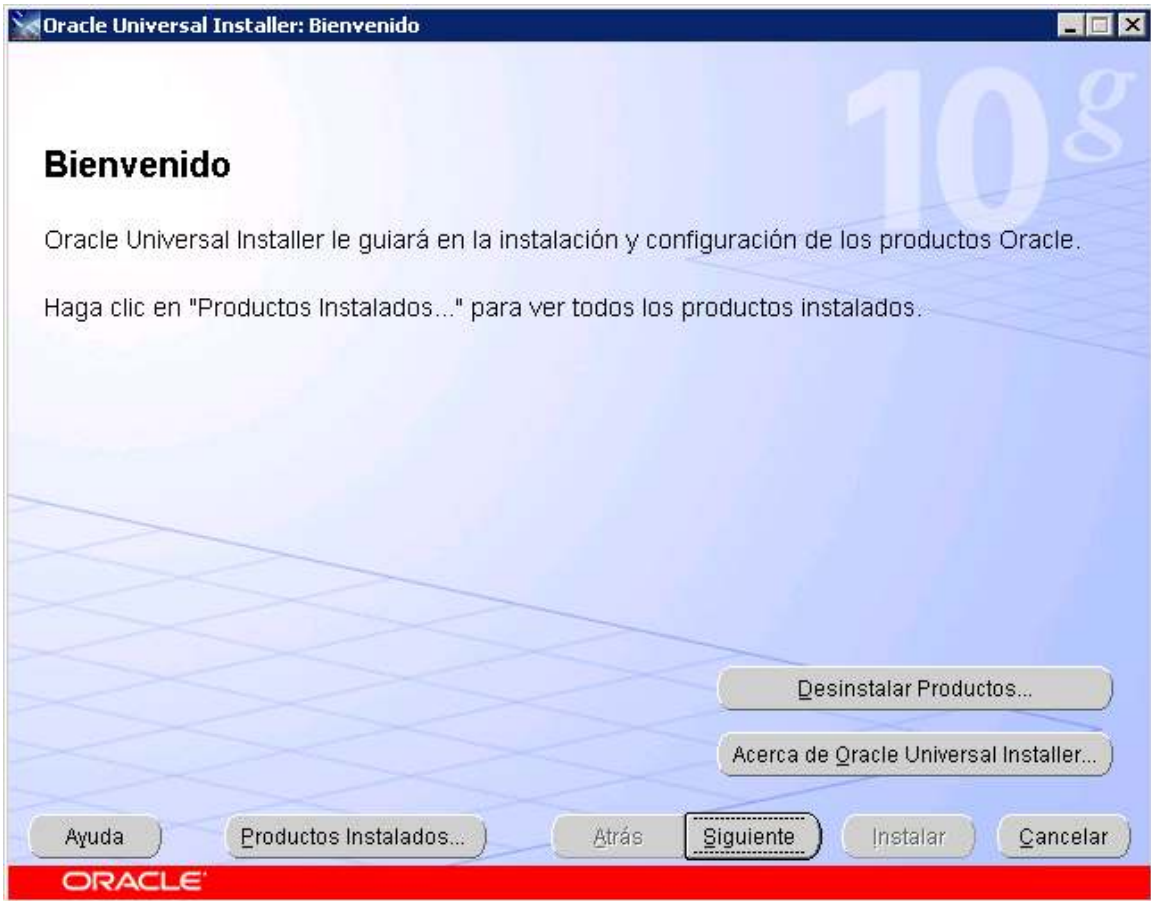 Oracle Universal Installer: Bienvenido
10g
Bienvenido
Oracle Universal Installer le guiará en la instalación y configuración de los productos Oracle.
Haga clic en "Productos Instalados..." para ver todos los productos instalados.
Desinstalar Productos...
Acerca de Oracle Universal Installer...
Ayuda Productos Instalados... Atrás Siguiente Instalar Cancelar
ORACLE